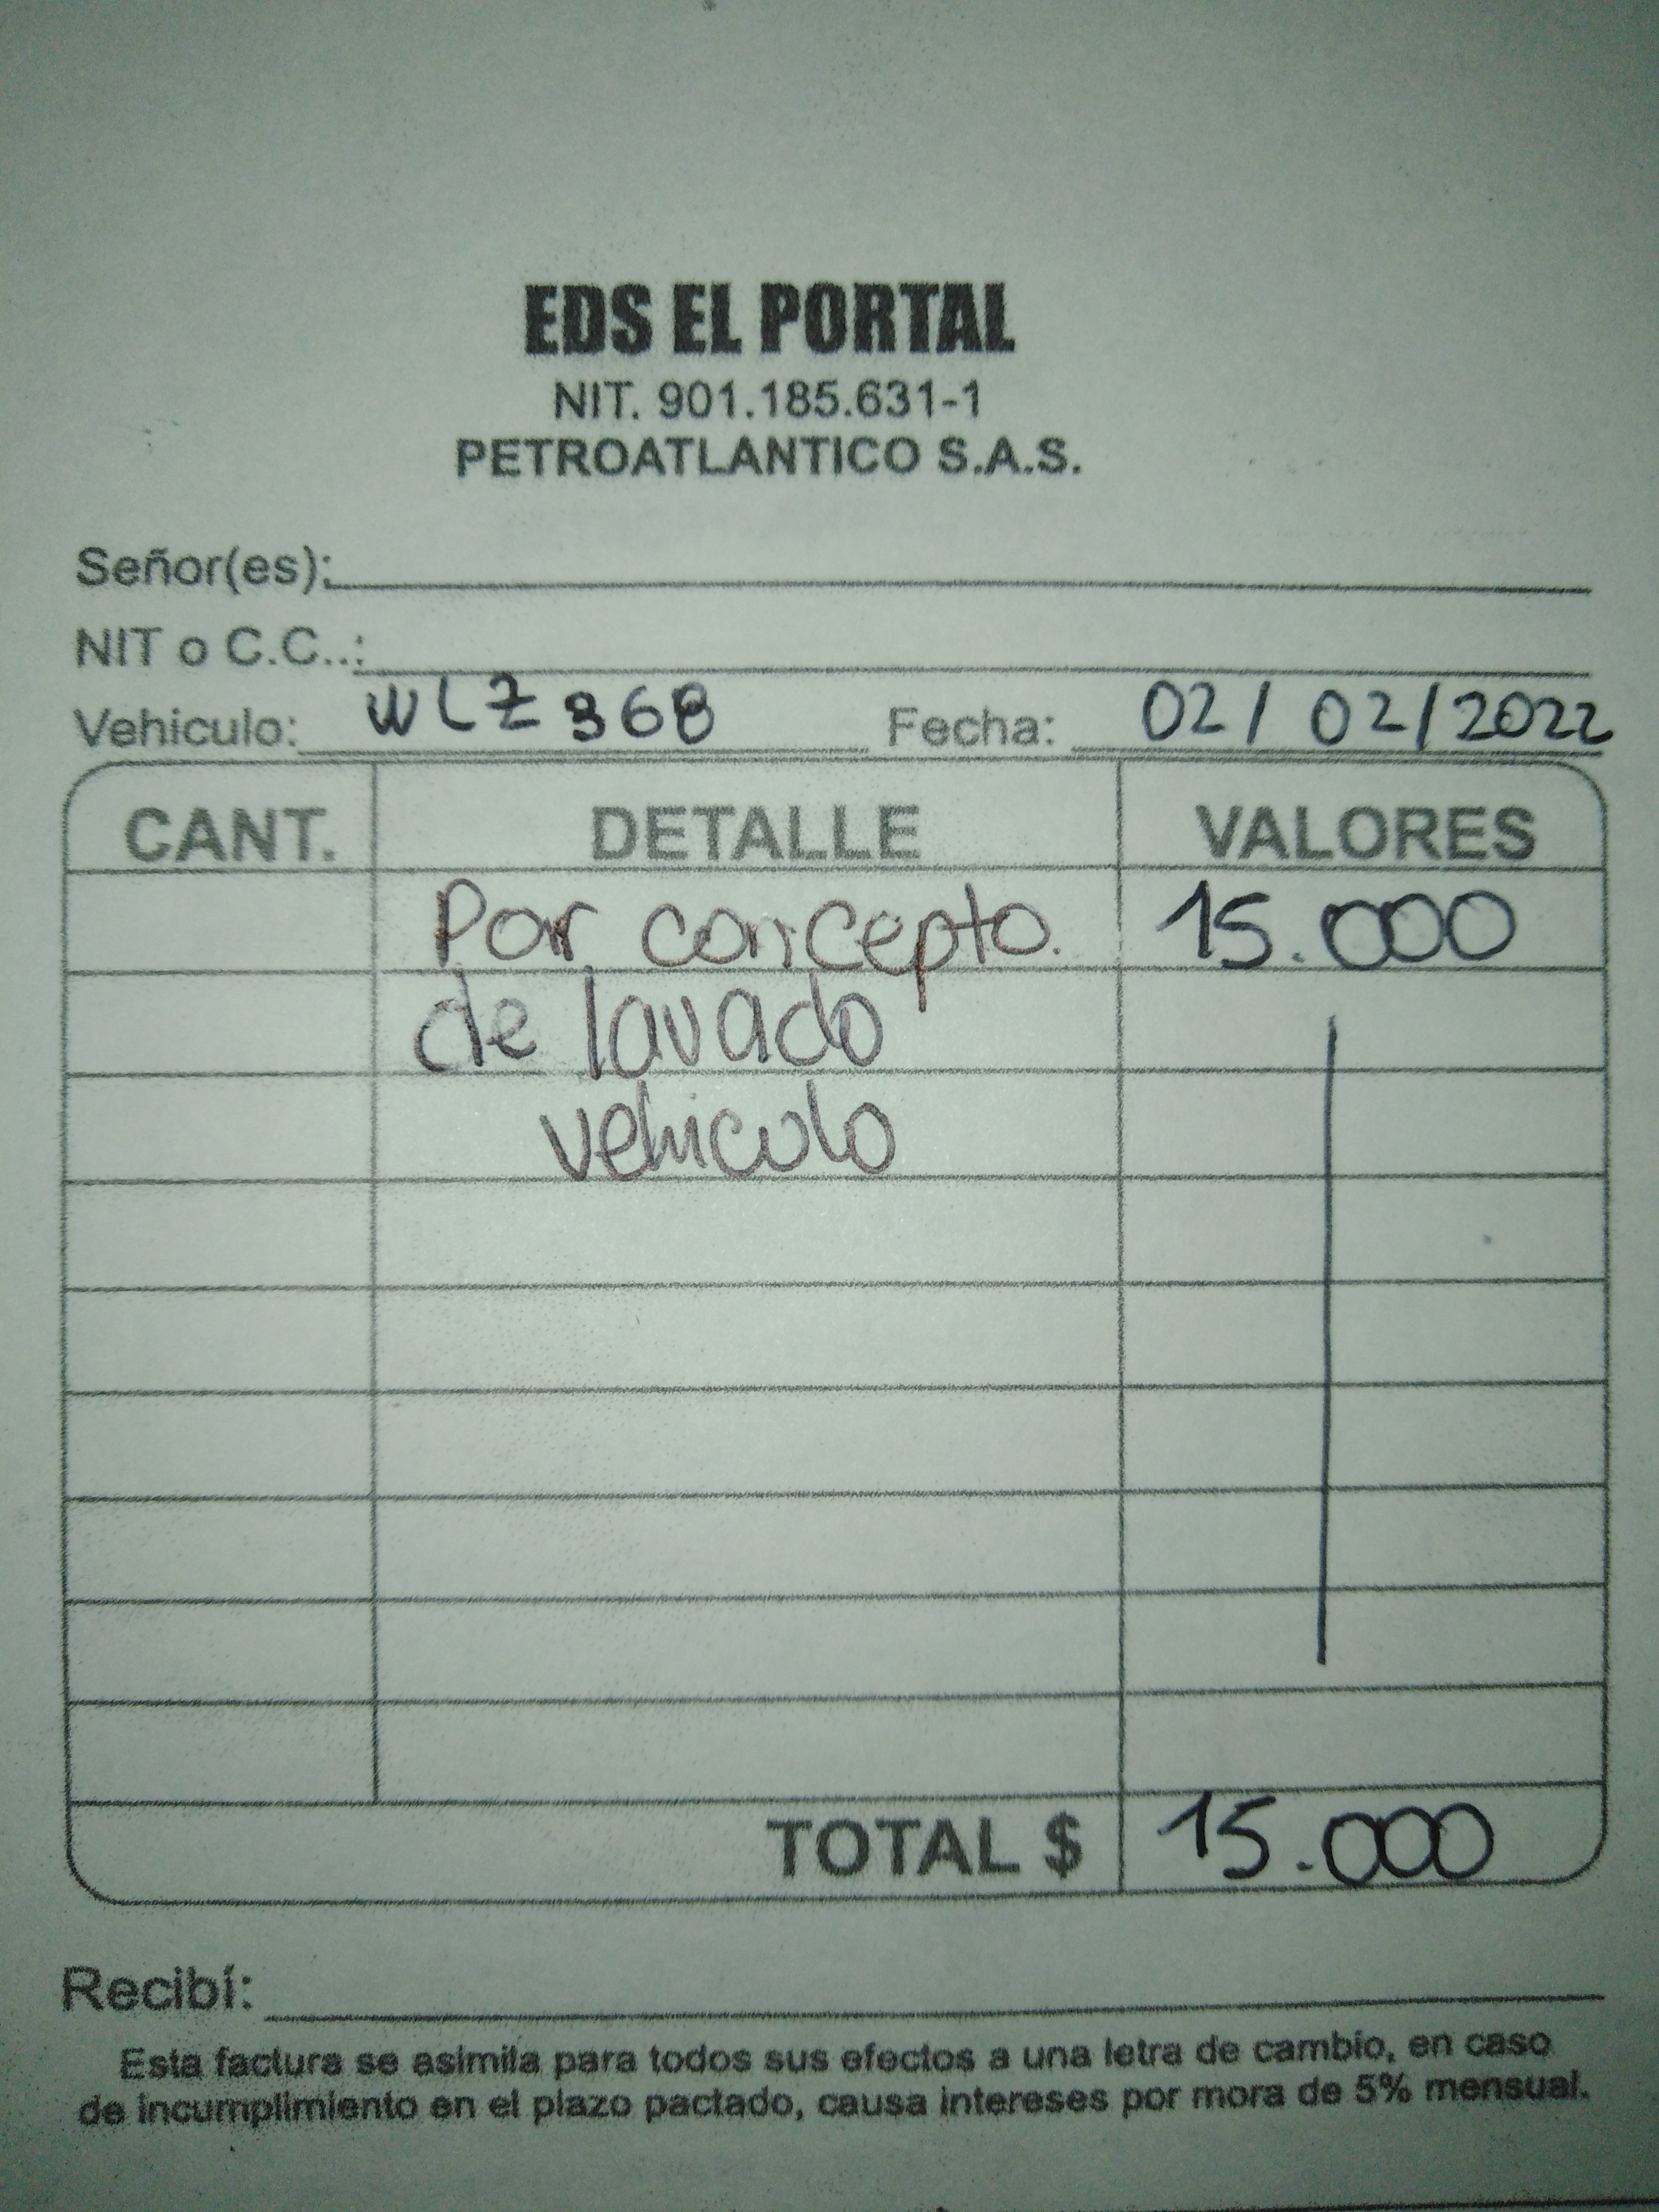 EDS EL PORTAL
NIT. 901.185.631-1
PETROATLANTICO S.A.S.
Señor(es):
NIT o C.C..:
Vehiculo: WLZ 368 Fecha: 02/02/2022
CANT. DETALLE VALORES
Por concepto. 15.000
de lavado
vehiculo
TOTAL $ 15.000
Recibí:
Esta factura se asimila para todos sus efectos a una letra de cambio, en caso
de incumplimiento en el plazo pactado, causa intereses por mora de 5% mensual.